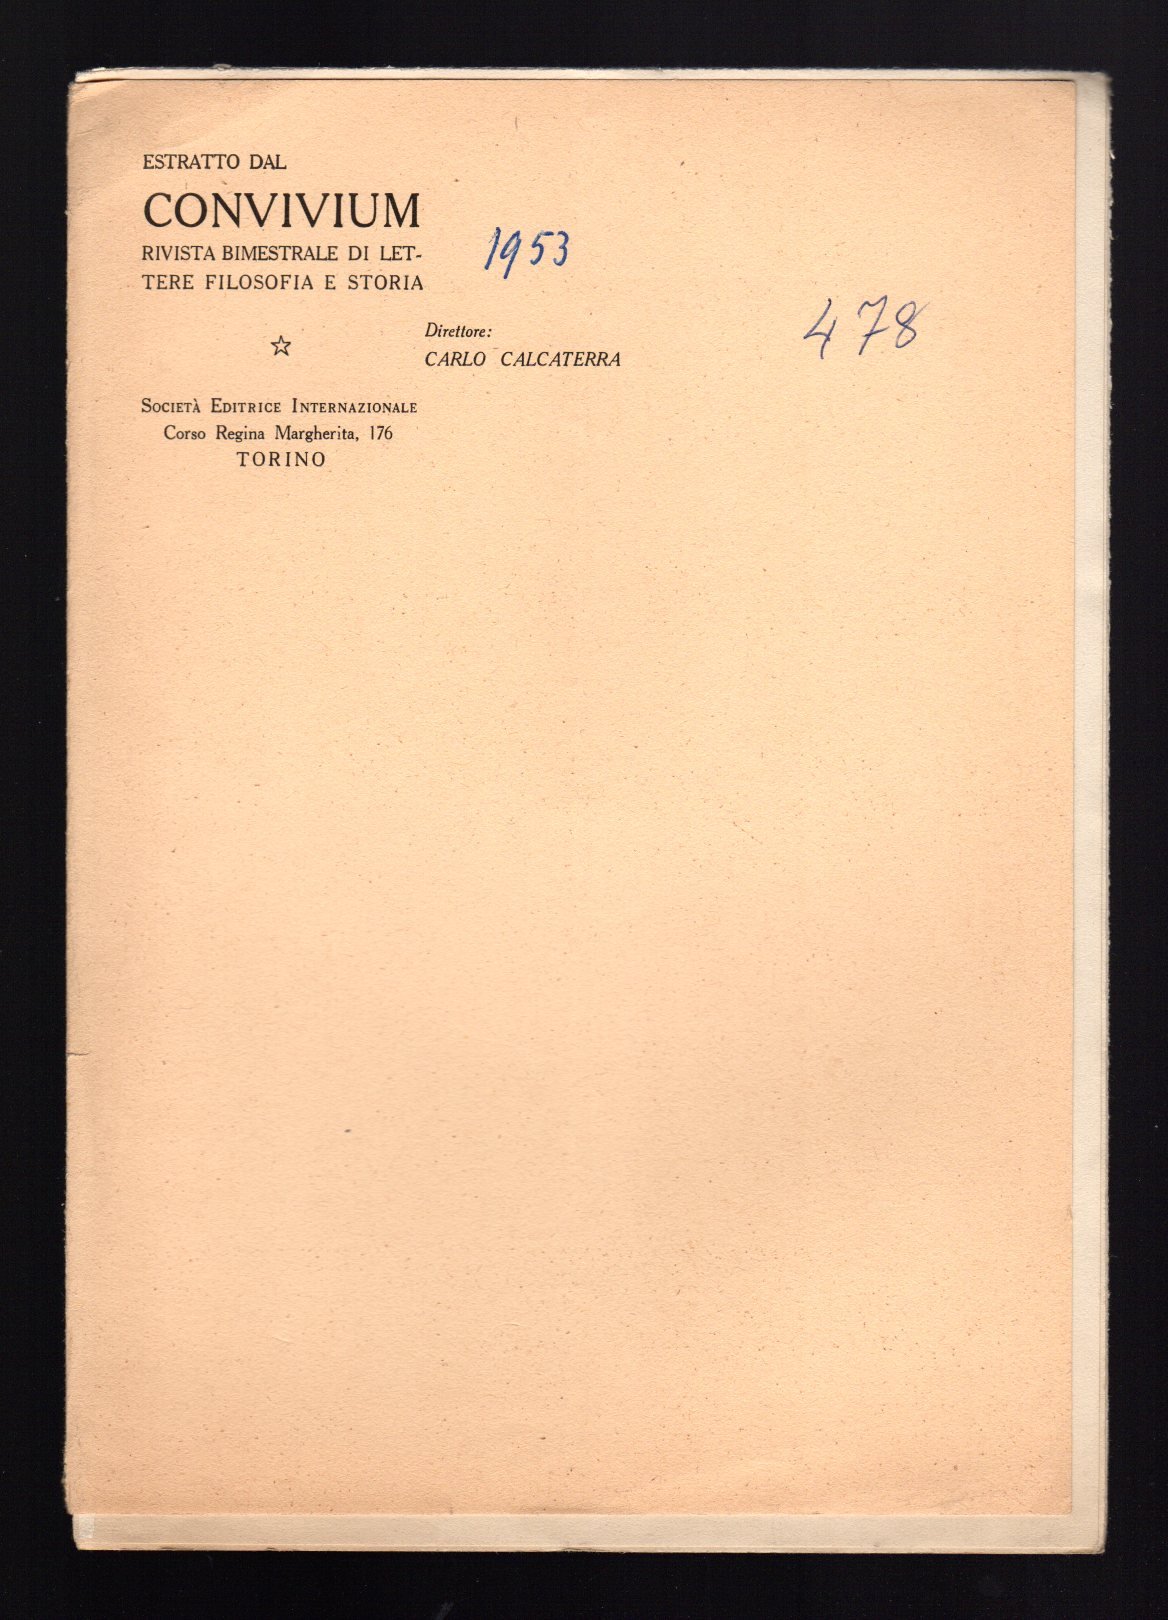 ESTRATTO DAL
CONVIVIUM
RIVISTA BIMESTRALE DI LET-
TERE FILOSOFIA E STORIA
1953
478
☆
Direttore:
CARLO CALCATERRA
SOCIETÀ EDITRICE INTERNAZIONALE
Corso Regina Margherita, 176
TORINO